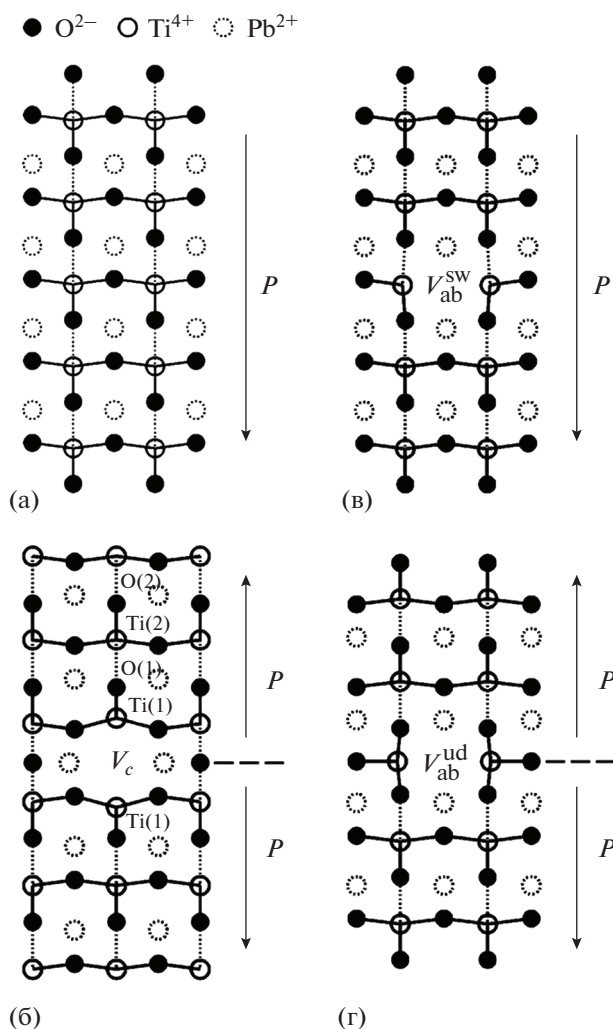 O²⁻ Ti⁴⁺ Pb²⁺
P
(а)
V_ab^sw
P
(в)
O(2)
Ti(2)
O(1)
Ti(1)
V_c
Ti(1)
P
P
(б)
V_ab^ud
P
P
(г)